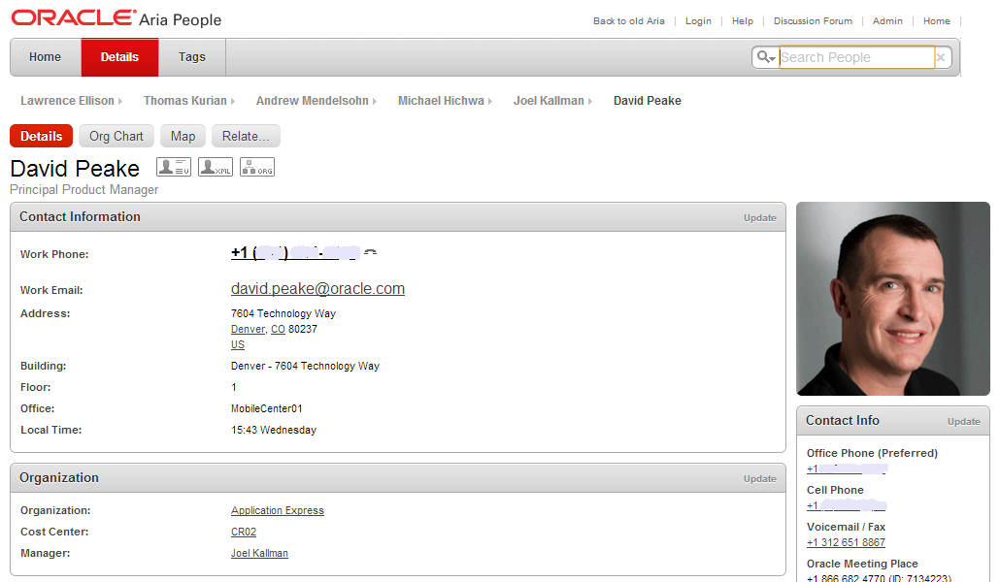 ORACLE® Aria People
Back to old Aria | Login | Help | Discussion Forum | Admin | Home |
Home Details Tags
Search People
Lawrence Ellison Thomas Kurian Andrew Mendelsohn Michael Hichwa Joel Kallman David Peake
Details Org Chart Map Relate...
David Peake
U XML ORG
Principal Product Manager
Contact Information Update
Work Phone: +1
Work Email: david.peake@oracle.com
Address: 7604 Technology Way
Denver, CO 80237
US
Building: Denver - 7604 Technology Way
Floor: 1
Office: MobileCenter01
Local Time: 15:43 Wednesday
Organization Update
Organization: Application Express
Cost Center: CR02
Manager: Joel Kallman
Contact Info Update
Office Phone (Preferred)
+1
Cell Phone
+1
Voicemail / Fax
+1 312 651 8867
Oracle Meeting Place
+1 866 682 4770 (ID: 7134223)